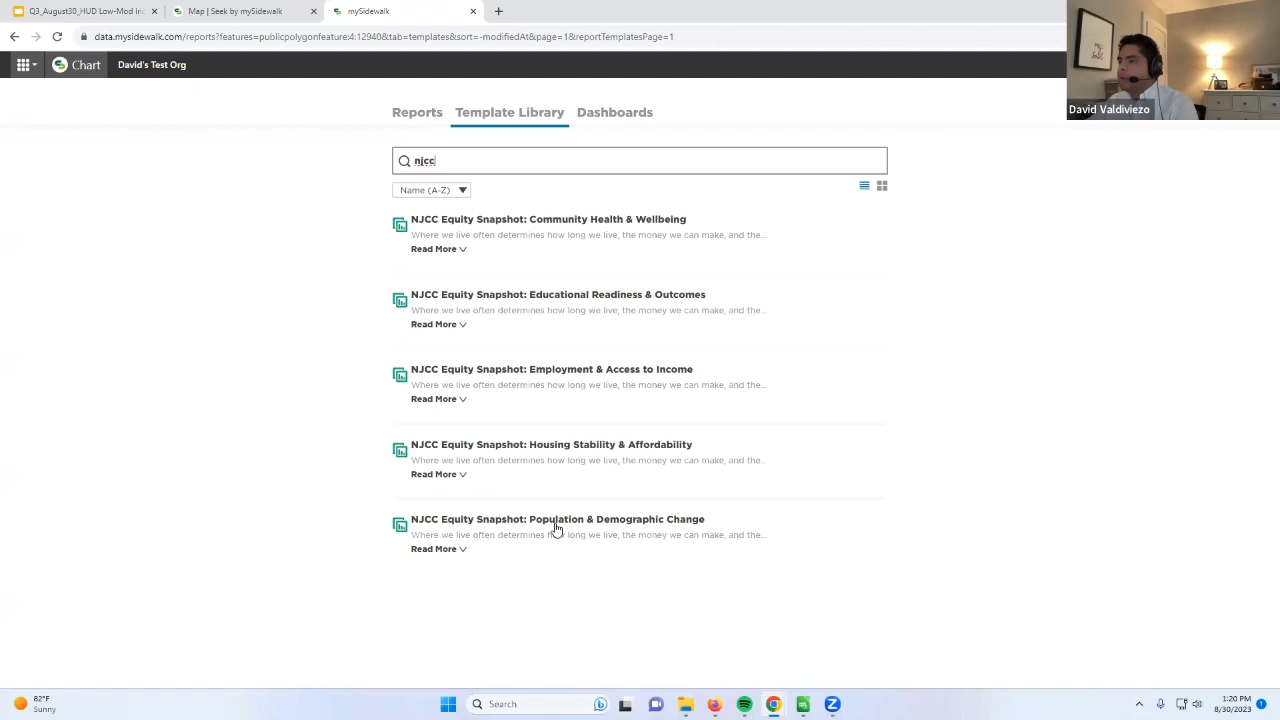 Q3_August30_HUD Low-Mod inc
Map | Seek by mySidewalk
mySidewalk
data.mysidewalk.com/reports?features=publicpolygonfeature:4:12940&tab=templates&sort=-modifiedAt&page=1&reportTemplatesPage=1
Chart
David's Test Org
David Valdiviezo
Reports
Template Library
Dashboards
njcc
Name (A-Z)
NJCC Equity Snapshot: Community Health & Wellbeing
Where we live often determines how long we live, the money we can make, and the...
Read More
NJCC Equity Snapshot: Educational Readiness & Outcomes
Where we live often determines how long we live, the money we can make, and the...
Read More
NJCC Equity Snapshot: Employment & Access to Income
Where we live often determines how long we live, the money we can make, and the...
Read More
NJCC Equity Snapshot: Housing Stability & Affordability
Where we live often determines how long we live, the money we can make, and the...
Read More
NJCC Equity Snapshot: Population & Demographic Change
Where we live often determines how long we live, the money we can make, and the...
Read More
82°F
Sunny
Search
1:20 PM
8/30/2023